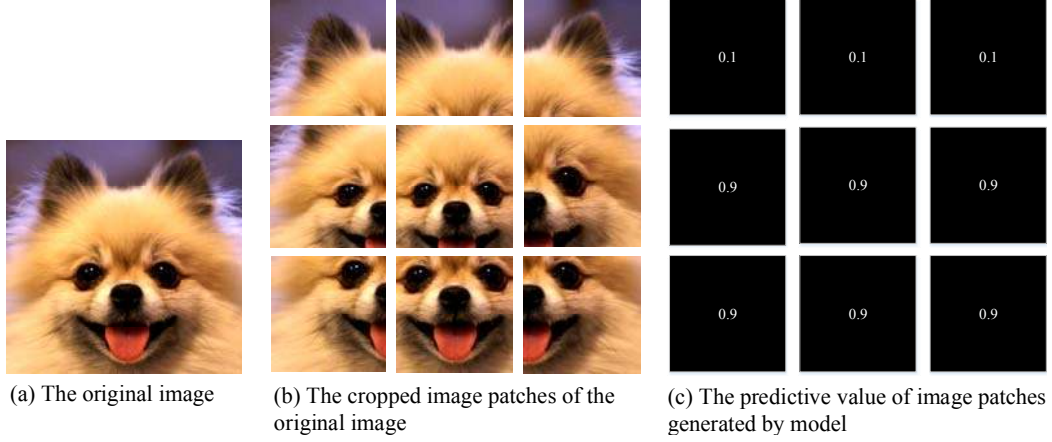 0.1 0.1 0.1
0.9 0.9 0.9
0.9 0.9 0.9
(a) The original image
(b) The cropped image patches of the
original image
(c) The predictive value of image patches
generated by model